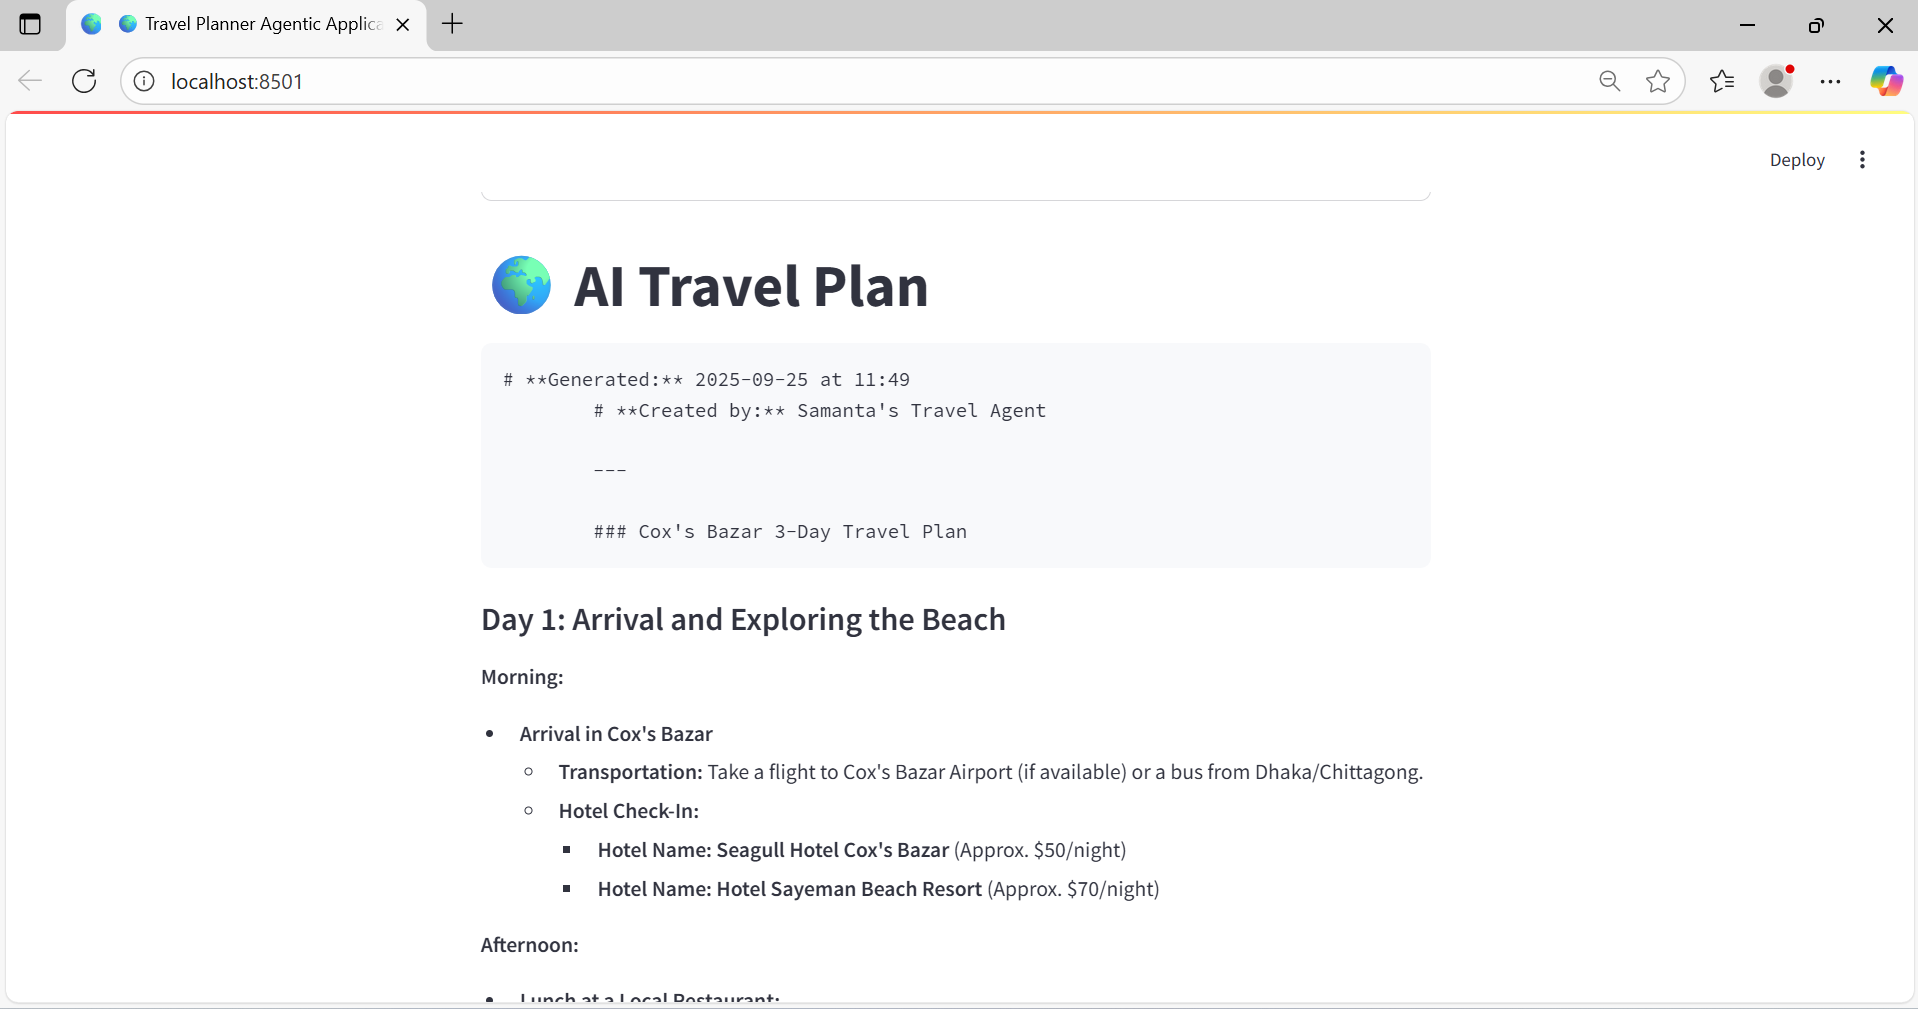 Travel Planner Agentic Applica
localhost:8501
Deploy
AI Travel Plan
# **Generated:** 2025-09-25 at 11:49
# **Created by:** Samanta's Travel Agent
---
### Cox's Bazar 3-Day Travel Plan
Day 1: Arrival and Exploring the Beach
Morning:
• Arrival in Cox's Bazar
◦ Transportation: Take a flight to Cox's Bazar Airport (if available) or a bus from Dhaka/Chittagong.
◦ Hotel Check-In:
▪ Hotel Name: Seagull Hotel Cox's Bazar (Approx. $50/night)
▪ Hotel Name: Hotel Sayeman Beach Resort (Approx. $70/night)
Afternoon:
• Lunch at a Local Restaurant: